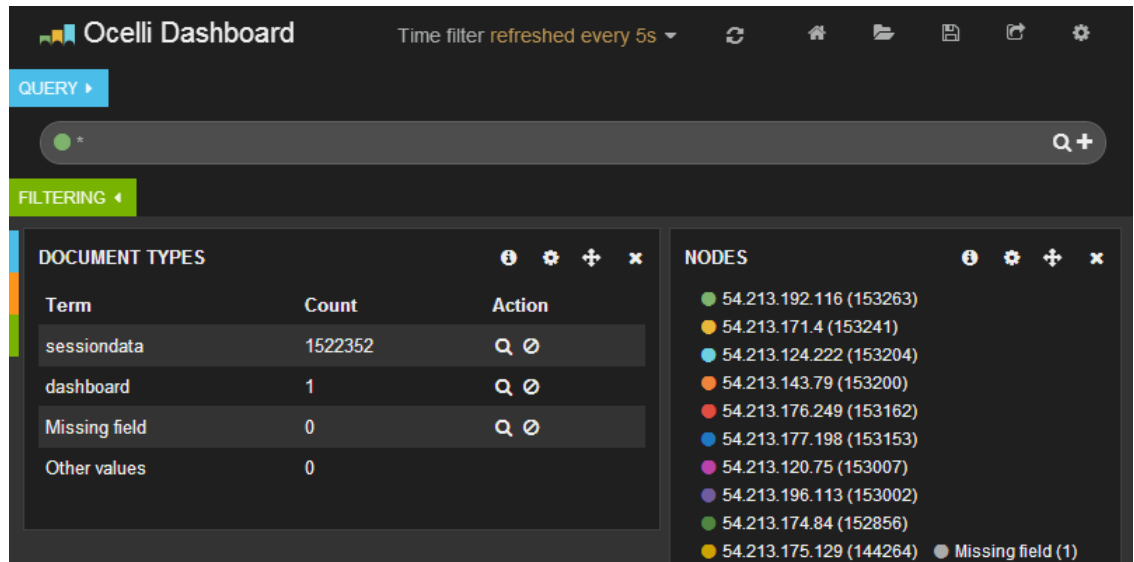 Ocelli Dashboard
Time filter refreshed every 5s
QUERY
*
FILTERING
DOCUMENT TYPES
Term Count Action
sessiondata 1522352
dashboard 1
Missing field 0
Other values 0
NODES
54.213.192.116 (153263)
54.213.171.4 (153241)
54.213.124.222 (153204)
54.213.143.79 (153200)
54.213.176.249 (153162)
54.213.177.198 (153153)
54.213.120.75 (153007)
54.213.196.113 (153002)
54.213.174.84 (152856)
54.213.175.129 (144264) Missing field (1)